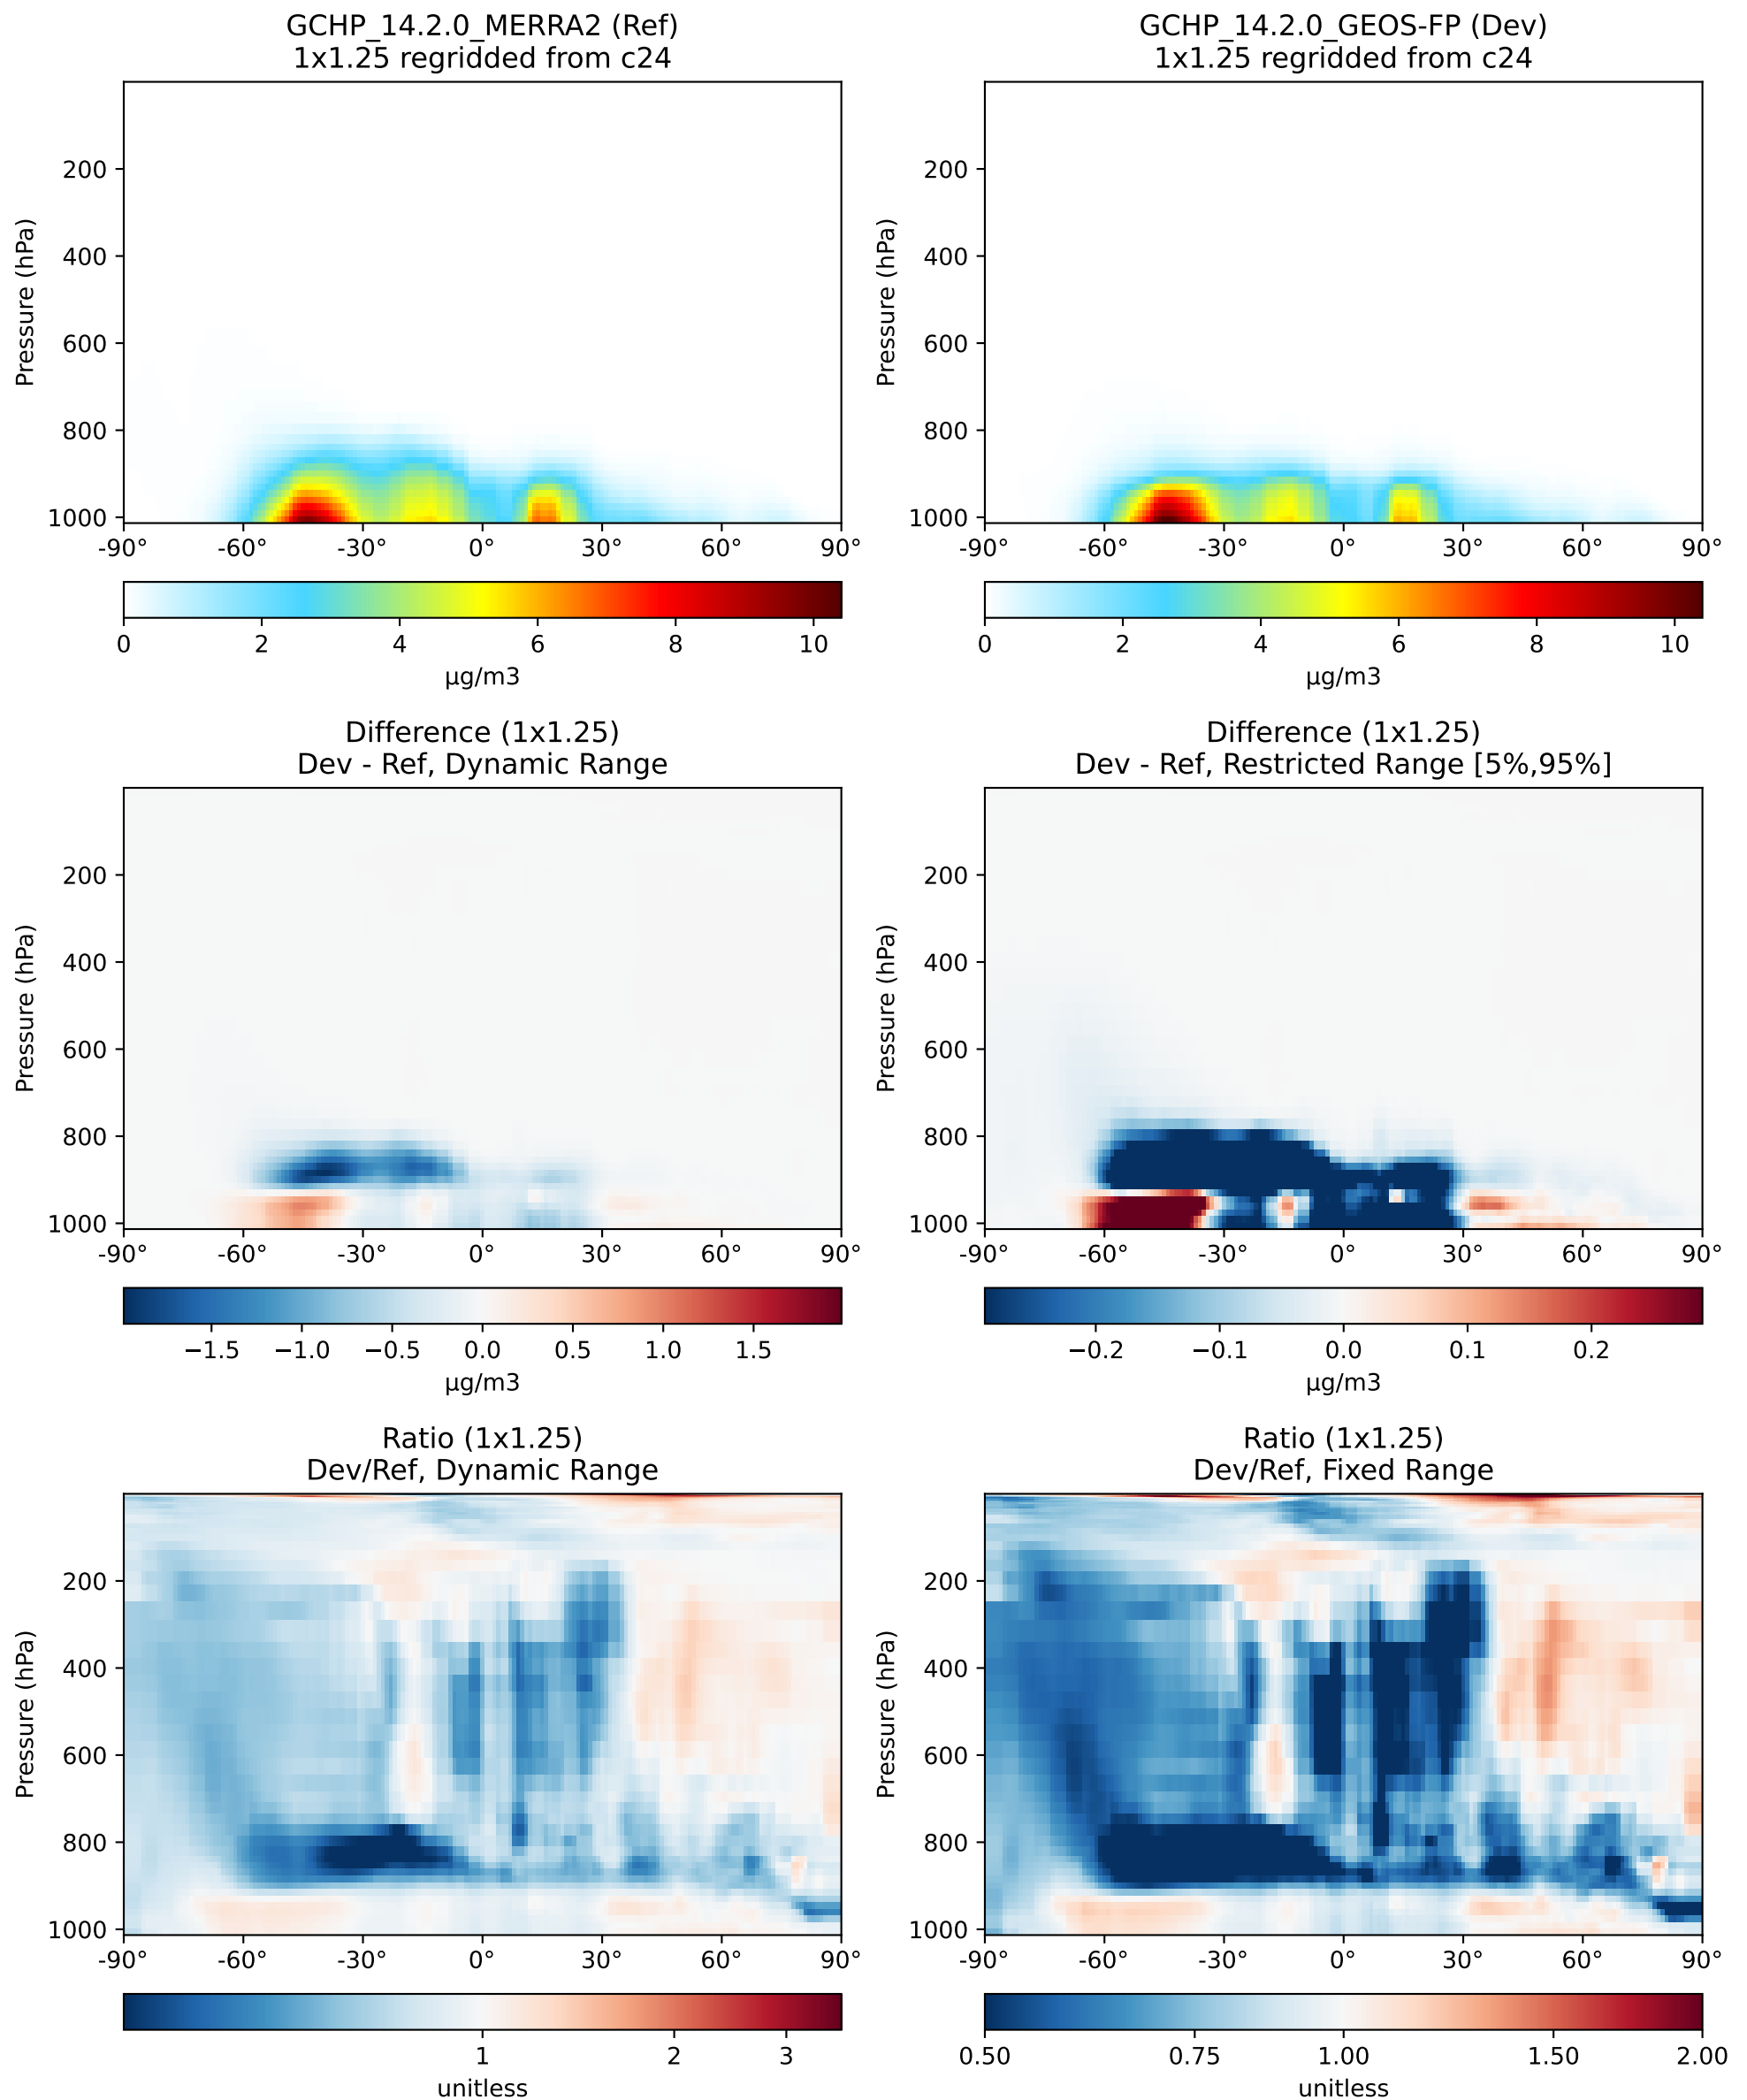 GCHP_14.2.0_MERRA2 (Ref)
1x1.25 regridded from c24
Pressure (hPa)
200
400
600
800
1000
-90° -60° -30° 0° 30° 60° 90°
0 2 4 6 8 10
μg/m3
GCHP_14.2.0_GEOS-FP (Dev)
1x1.25 regridded from c24
Pressure (hPa)
200
400
600
800
1000
-90° -60° -30° 0° 30° 60° 90°
0 2 4 6 8 10
μg/m3
Difference (1x1.25)
Dev - Ref, Dynamic Range
Pressure (hPa)
200
400
600
800
1000
-90° -60° -30° 0° 30° 60° 90°
−1.5 −1.0 −0.5 0.0 0.5 1.0 1.5
μg/m3
Difference (1x1.25)
Dev - Ref, Restricted Range [5%,95%]
Pressure (hPa)
200
400
600
800
1000
-90° -60° -30° 0° 30° 60° 90°
−0.2 −0.1 0.0 0.1 0.2
μg/m3
Ratio (1x1.25)
Dev/Ref, Dynamic Range
Pressure (hPa)
200
400
600
800
1000
-90° -60° -30° 0° 30° 60° 90°
1 2 3
unitless
Ratio (1x1.25)
Dev/Ref, Fixed Range
Pressure (hPa)
200
400
600
800
1000
-90° -60° -30° 0° 30° 60° 90°
0.50 0.75 1.00 1.50 2.00
unitless